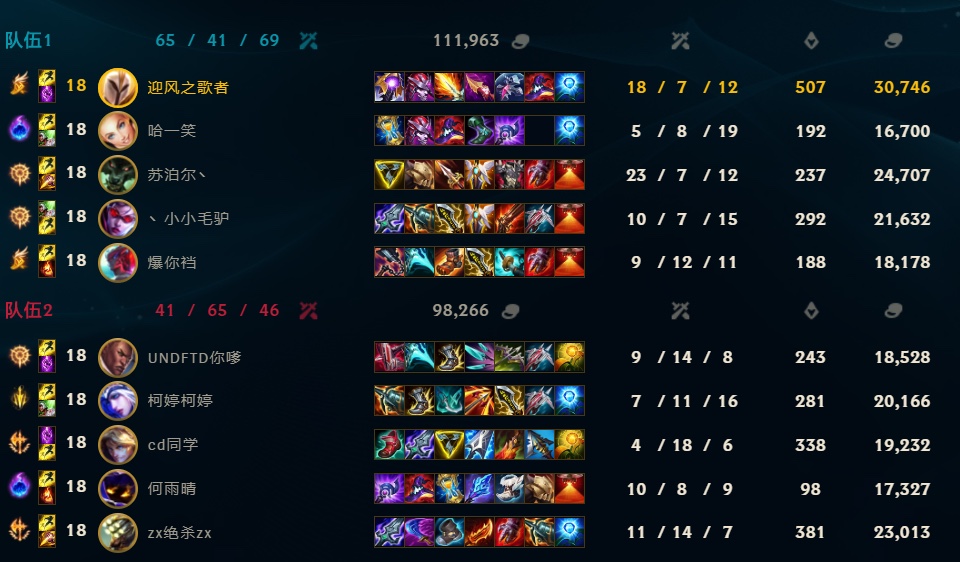 队伍1 65 / 41 / 69 111,963
18 迎风之歌者 18 / 7 / 12 507 30,746
18 哈一笑 5 / 8 / 19 192 16,700
18 苏泊尔丶 23 / 7 / 12 237 24,707
18 丶小小毛驴 10 / 7 / 15 292 21,632
18 爆你裆 9 / 12 / 11 188 18,178
队伍2 41 / 65 / 46 98,266
18 UNDFTD你嗲 9 / 14 / 8 243 18,528
18 柯婷柯婷 7 / 11 / 16 281 20,166
18 cd同学 4 / 18 / 6 338 19,232
18 何雨晴 10 / 8 / 9 98 17,327
18 zx绝杀zx 11 / 14 / 7 381 23,013